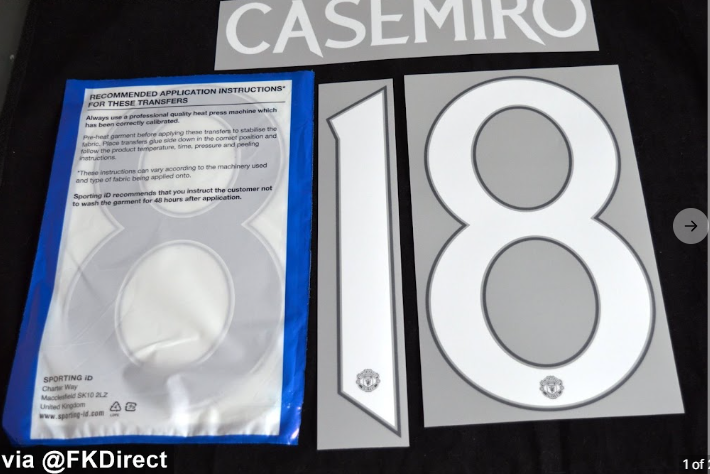 CASEMIRO
RECOMMENDED APPLICATION INSTRUCTIONS*
FOR THESE TRANSFERS
Always use a professional quality heat press machine which
has been correctly calibrated.
Pre-heat garment before applying these transfers to stabilise the
fabric. Place transfers glue side down in the correct position and
follow the product temperature, time, pressure and peeling
instructions.
*These instructions can vary according to the machinery used
and type of fabric being applied onto.
Sporting iD recommends that you instruct the customer not
to wash the garment for 48 hours after application.
SPORTING iD
Charter Way
Macclesfield SK10 2LZ
United Kingdom
www.sporting-id.com
18
8
via @FKDirect
1 of